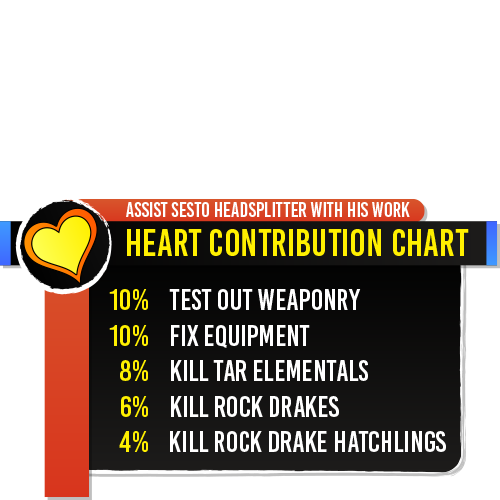 ASSIST SESTO HEADSPLITTER WITH HIS WORK
HEART CONTRIBUTION CHART
10% TEST OUT WEAPONRY
10% FIX EQUIPMENT
8% KILL TAR ELEMENTALS
6% KILL ROCK DRAKES
4% KILL ROCK DRAKE HATCHLINGS